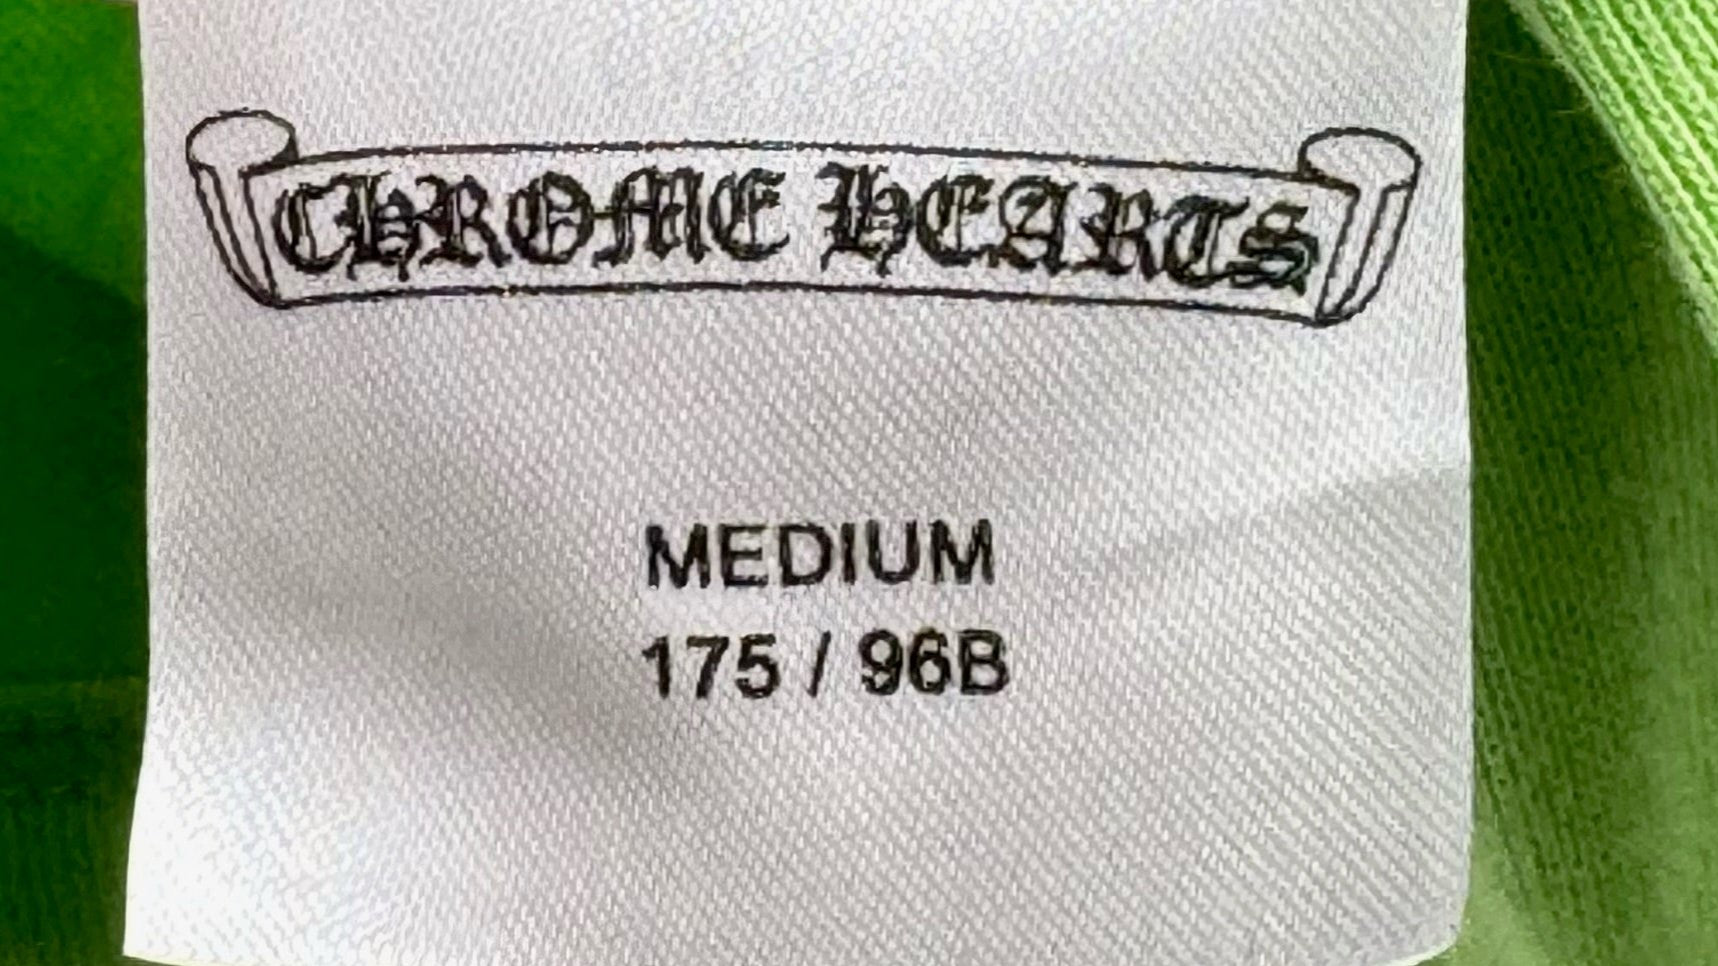 CHROME HEARTS
MEDIUM
175 / 96B